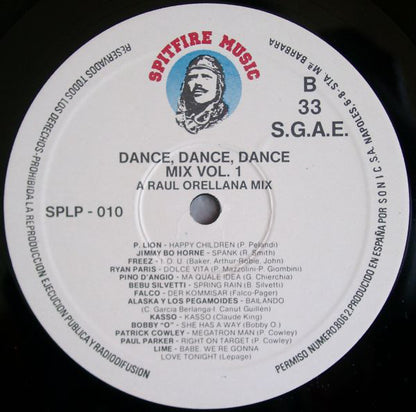 RESERVADOS TODOS LOS DERECHOS-PROHIBIDA LA REPRODUCCION, EJECUCION PUBLICA Y RADIODIFUSION
SPITFIRE MUSIC
B
33
S.G.A.E.
DANCE, DANCE, DANCE
MIX VOL. 1
A RAUL ORELLANA MIX
SPLP - 010
P. LION - HAPPY CHILDREN (P. Pelandi)
JIMMY BO HORNE - SPANK (R. Smith)
FREEZ - I. O. U (Baker, Arthur Robie, John)
RYAN PARIS - DOLCE VITA (P. Mezzolini-P. Giombini)
PINO D'ANGIO - MA QUALE IDEA (G. Chierchia)
BEBU SILVETTI - SPRING RAIN (B. Silvetti)
FALCO - DER KOMMISAR (Falco-Pager)
ALASKA Y LOS PEGAMOIDES - BAILANDO
(C. García Berlanga-I. Canut Guillén)
KASSO - KASSO (Claude King)
BOBBY "O" - SHE HAS A WAY (Bobby O.)
PATRICK COWLEY - MEGATRON MAN (P. Cowley)
PAUL PARKER - RIGHT ON TARGET (P. Cowley)
LIME - BABE, WE'RE GONNA
LOVE TONIGHT (Lepage)
PERMISO NUMERO, 806 2. PRODUCIDO EN ESPAÑA POR S O N I C, S.A. NAPOLES, 6-8-STA. Mª. BARBARA